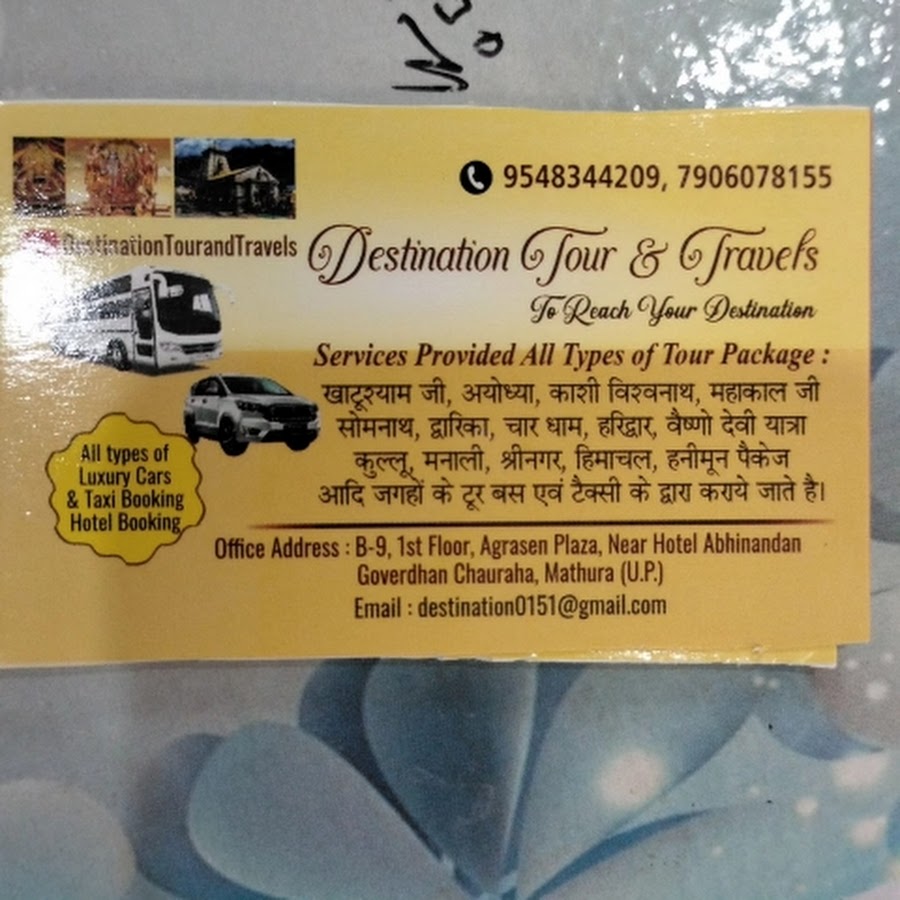 9548344209, 7906078155
DestinationTourandTravels
Destination Tour & Travels
To Reach Your Destination
Services Provided All Types of Tour Package :
खाटूश्याम जी, अयोध्या, काशी विश्वनाथ, महाकाल जी
सोमनाथ, द्वारिका, चार धाम, हरिद्वार, वैष्णो देवी यात्रा
कुल्लू, मनाली, श्रीनगर, हिमाचल, हनीमून पैकेज
आदि जगहों के टूर बस एवं टैक्सी के द्वारा कराये जाते है।
All types of
Luxury Cars
& Taxi Booking
Hotel Booking
Office Address : B-9, 1st Floor, Agrasen Plaza, Near Hotel Abhinandan
Goverdhan Chauraha, Mathura (U.P.)
Email : destination0151@gmail.com